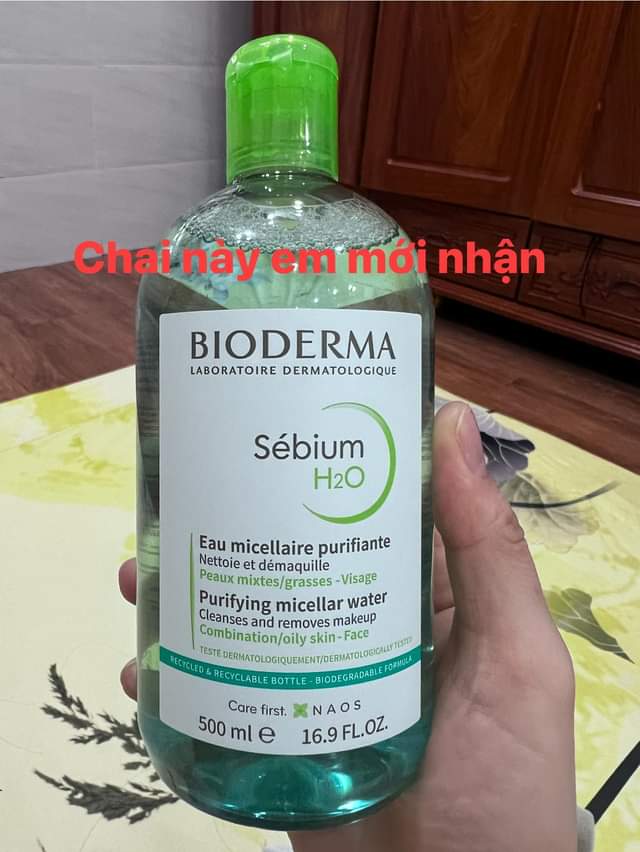 Chai này em mới nhận
BIODERMA
LABORATOIRE DERMATOLOGIQUE
Sébium
H2O
Eau micellaire purifiante
Nettoie et démaquille
Peaux mixtes/grasses - Visage
Purifying micellar water
Cleanses and removes makeup
Combination/oily skin - Face
TESTÉ DERMATOLOGIQUEMENT/DERMATOLOGICALLY TESTED
RECYCLED & RECYCLABLE BOTTLE - BIODEGRADABLE FORMULA
Care first. NAOS
500 ml e 16.9 FL.OZ.